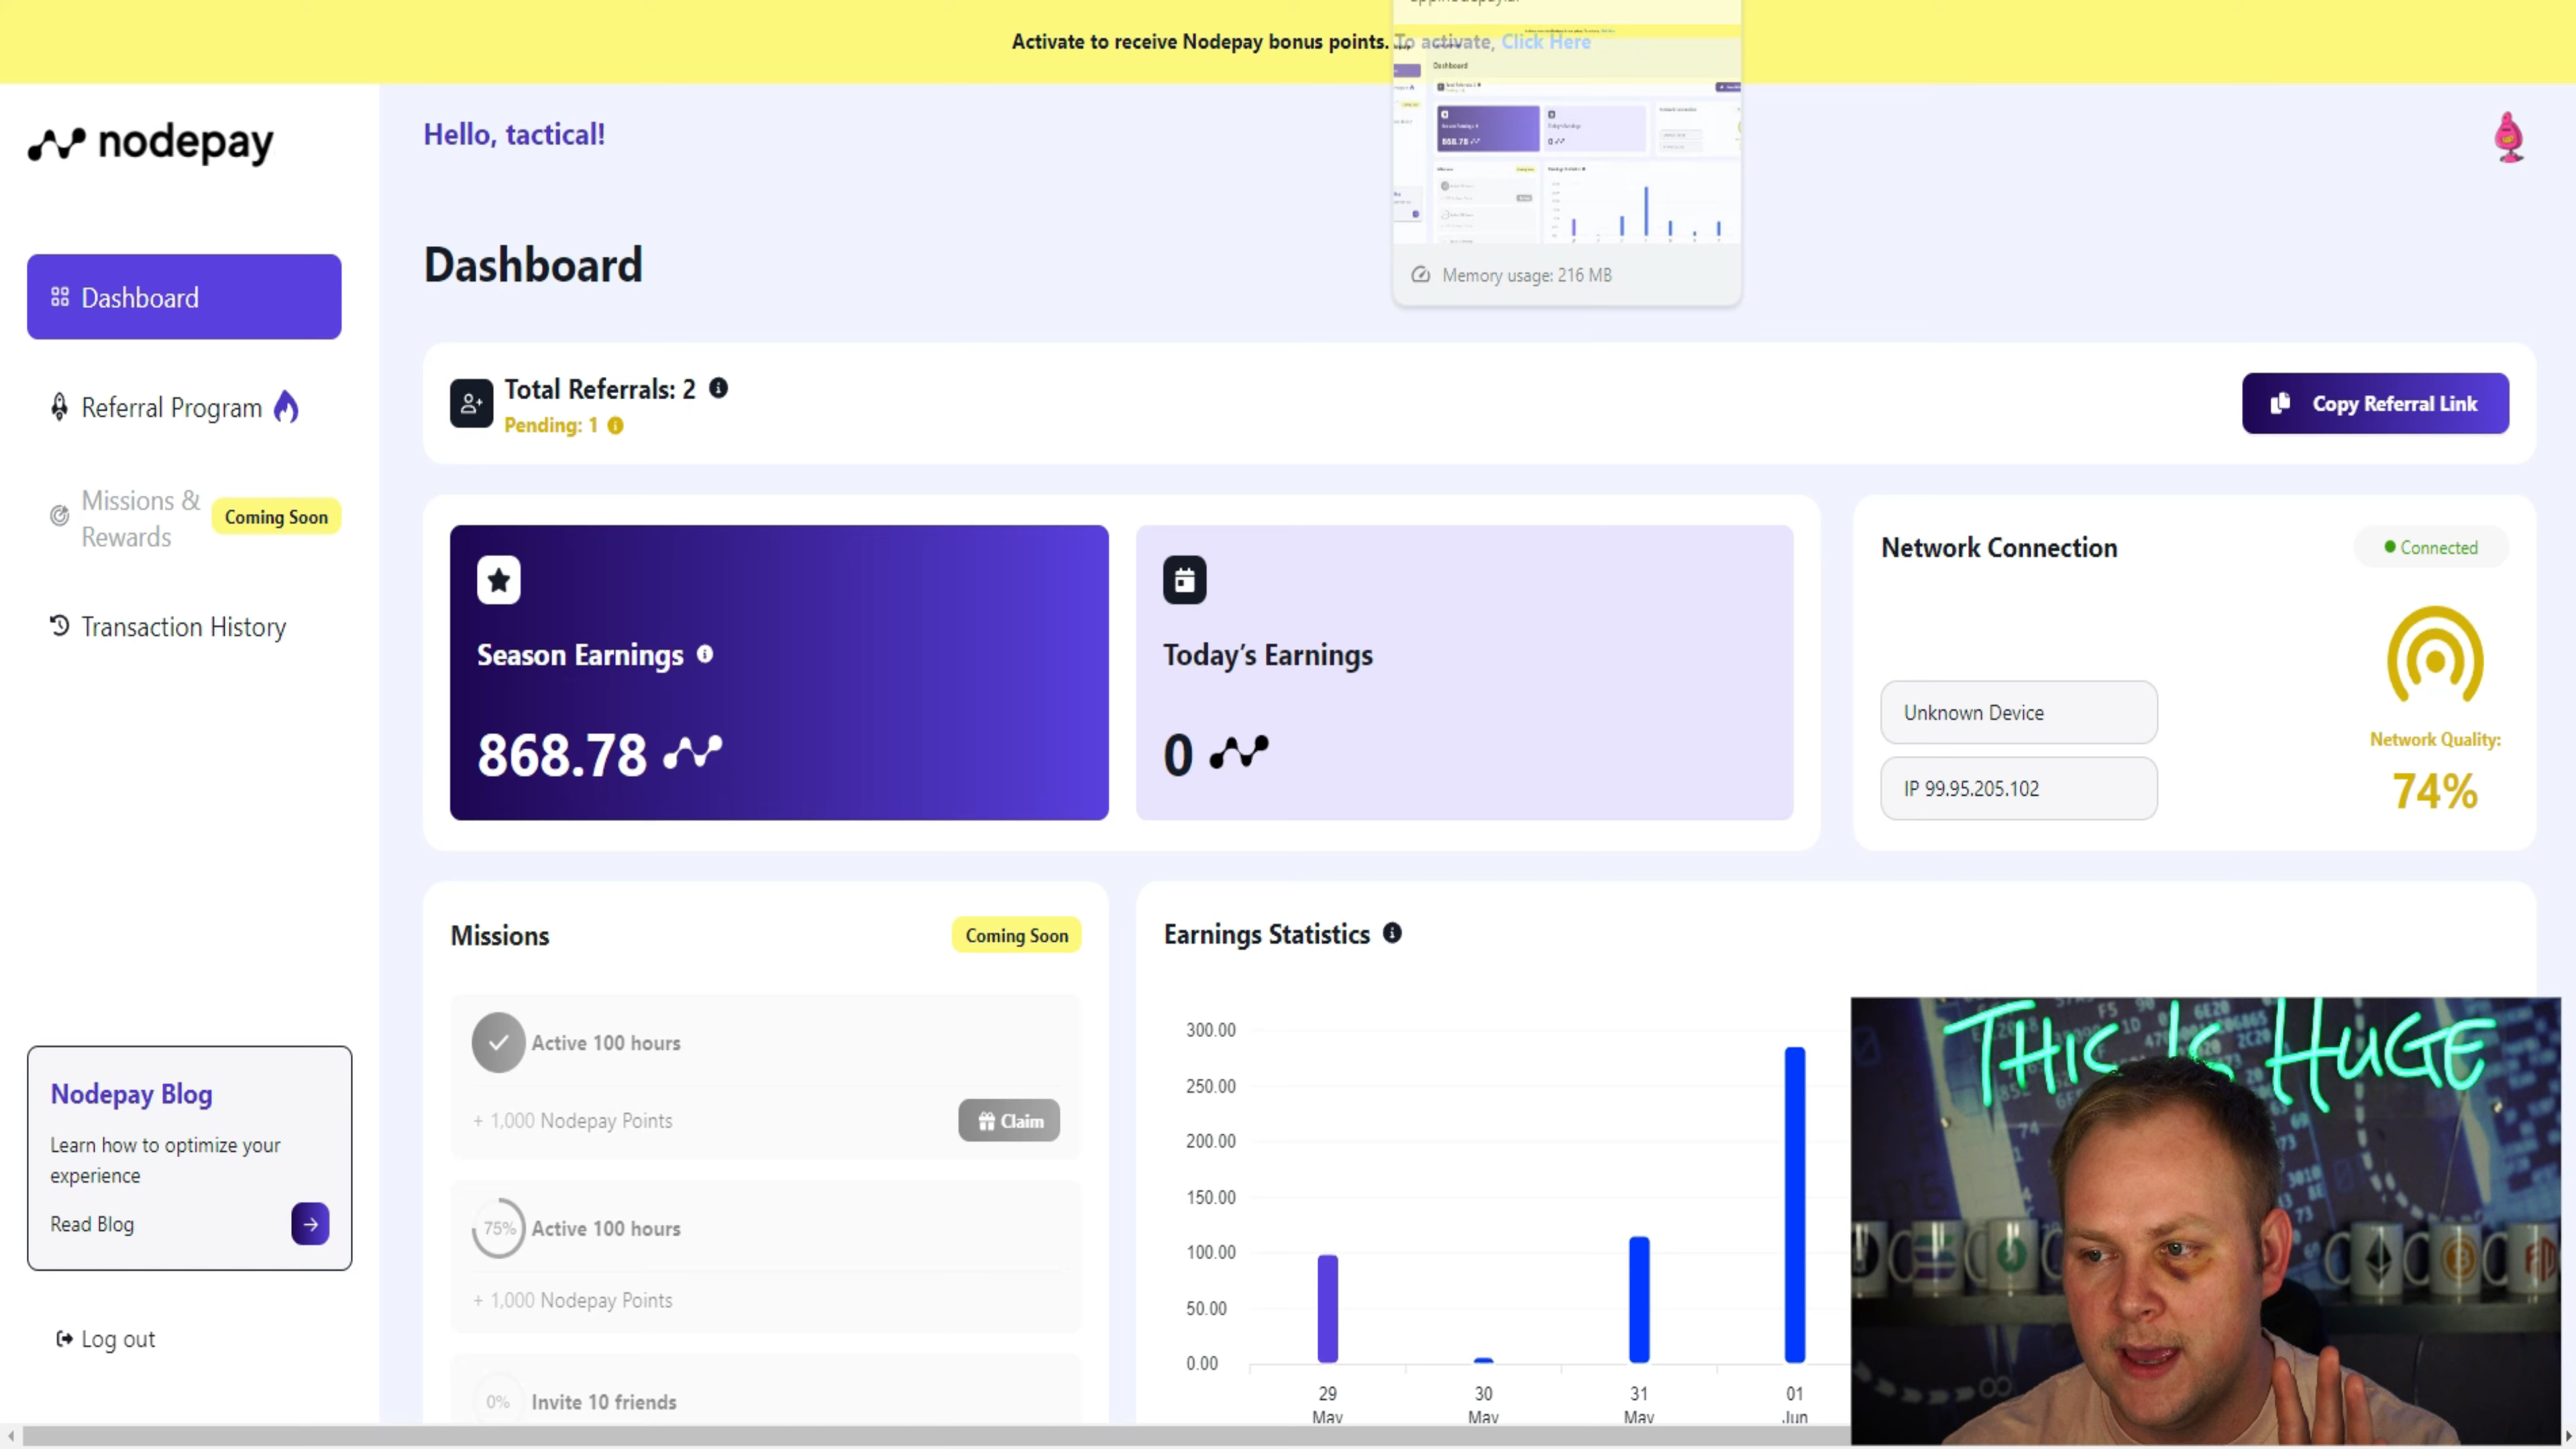 Activate to receive Nodepay bonus points. To activate, Click Here
nodepay
Hello, tactical!
Dashboard
Dashboard
Memory usage: 216 MB
Total Referrals: 2
Pending: 1
Copy Referral Link
Referral Program
Missions &
Rewards
Coming Soon
Transaction History
Season Earnings
868.78
Today's Earnings
0
Network Connection
Connected
Unknown Device
IP 99.95.205.102
Network Quality:
74%
Missions
Coming Soon
Active 100 hours
+ 1,000 Nodepay Points
Claim
75%
Active 100 hours
+ 1,000 Nodepay Points
0%
Invite 10 friends
Earnings Statistics
300.00
250.00
200.00
150.00
100.00
50.00
0.00
29
May
30
May
31
May
01
Jun
Nodepay Blog
Learn how to optimize your
experience
Read Blog
Log out
THIS IS HUGE